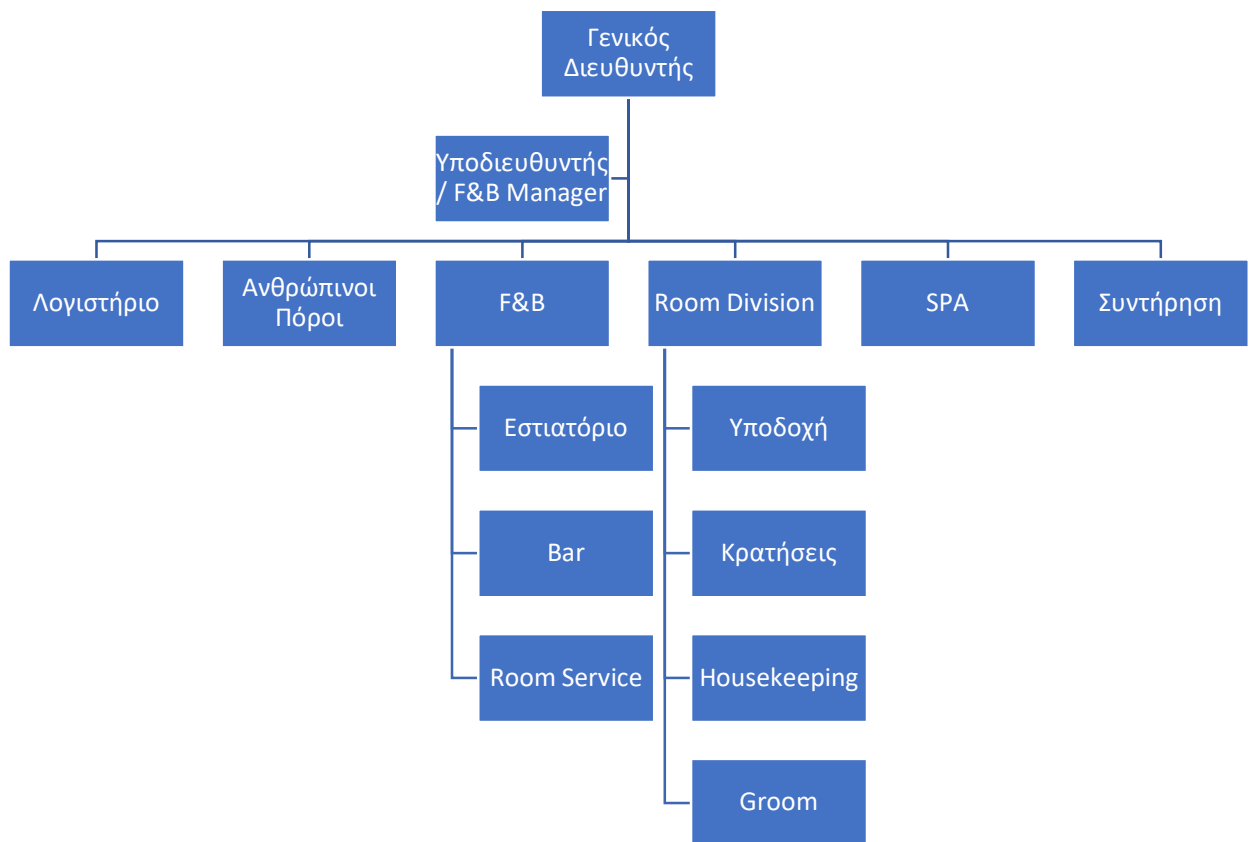 Γενικός
Διευθυντής
Υποδιευθυντής
/ F&B Manager
Λογιστήριο
Ανθρώπινοι
Πόροι
F&B
Room Division
SPA
Συντήρηση
Εστιατόριο
Υποδοχή
Bar
Κρατήσεις
Room Service
Housekeeping
Groom